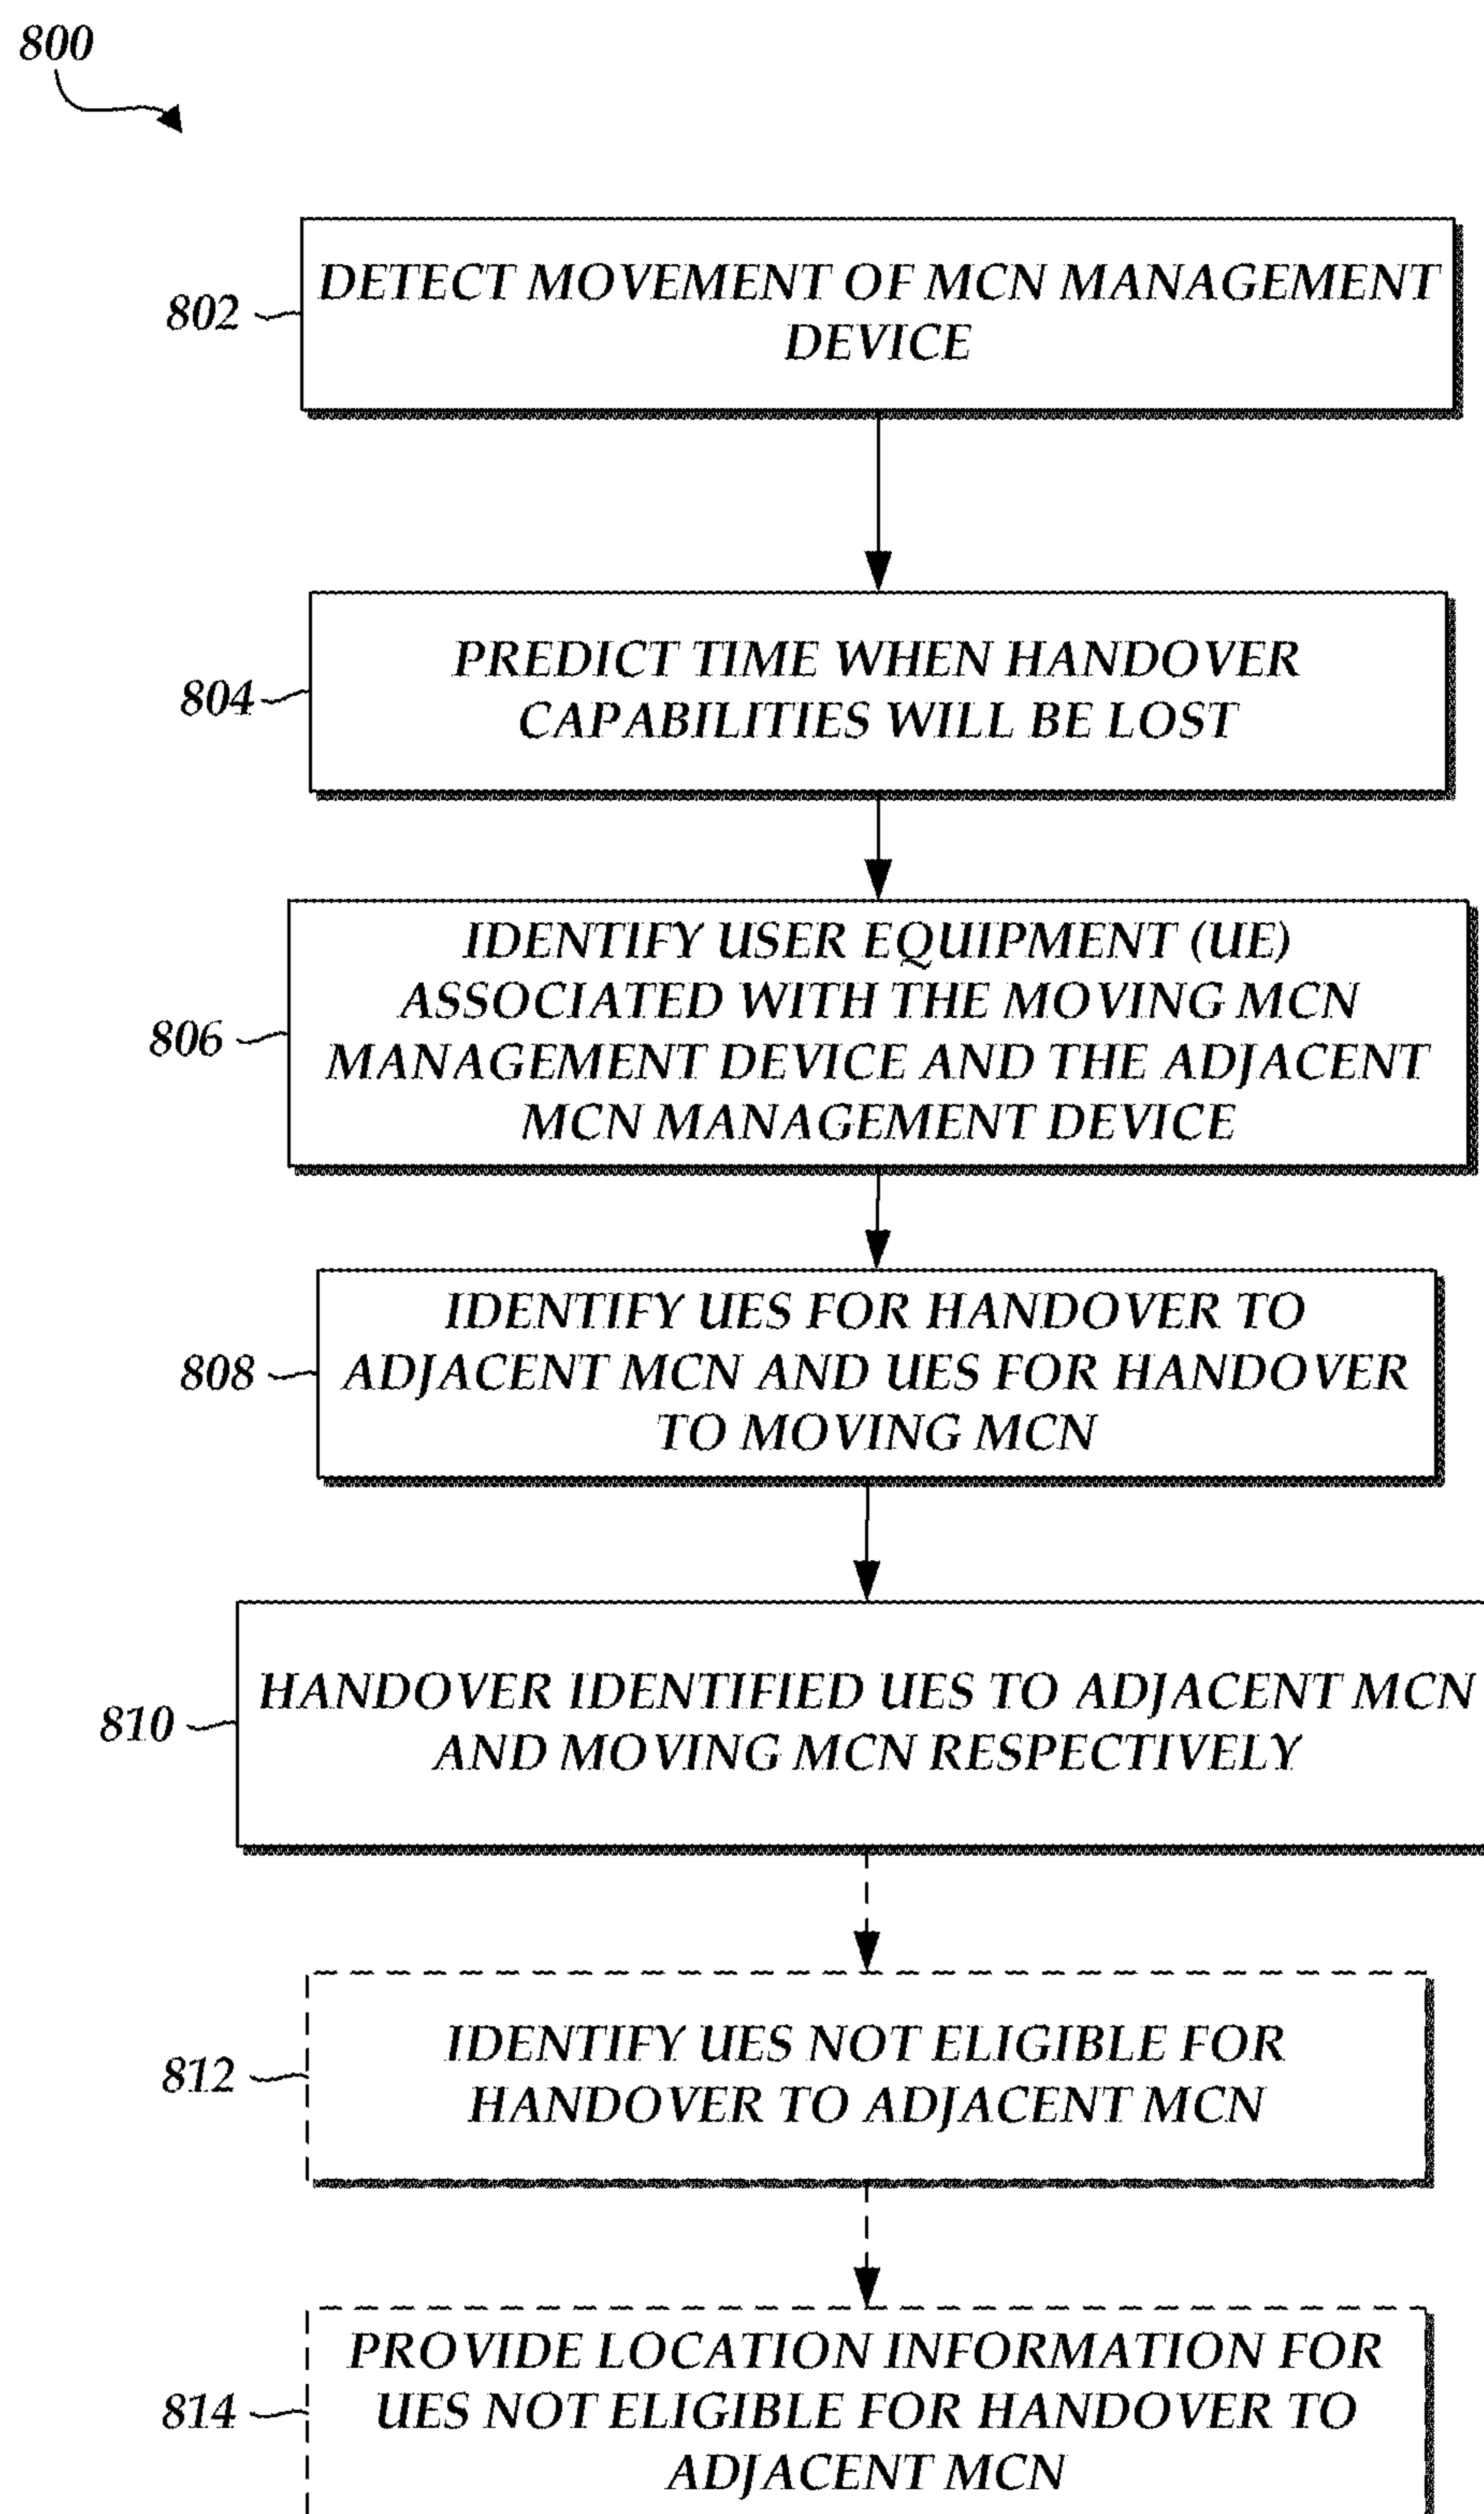 800
802
DETECT MOVEMENT OF MCN MANAGEMENT
DEVICE
804
PREDICT TIME WHEN HANDOVER
CAPABILITIES WILL BE LOST
806
IDENTIFY USER EQUIPMENT (UE)
ASSOCIATED WITH THE MOVING MCN
MANAGEMENT DEVICE AND THE ADJACENT
MCN MANAGEMENT DEVICE
808
IDENTIFY UES FOR HANDOVER TO
ADJACENT MCN AND UES FOR HANDOVER
TO MOVING MCN
810
HANDOVER IDENTIFIED UES TO ADJACENT MCN
AND MOVING MCN RESPECTIVELY
812
IDENTIFY UES NOT ELIGIBLE FOR
HANDOVER TO ADJACENT MCN
814
PROVIDE LOCATION INFORMATION FOR
UES NOT ELIGIBLE FOR HANDOVER TO
ADJACENT MCN